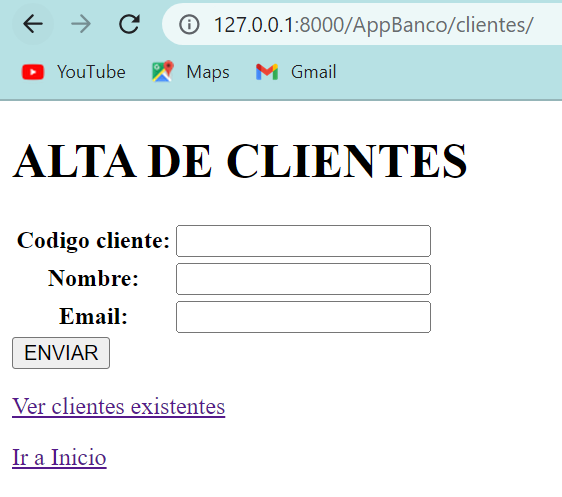 127.0.0.1:8000/AppBanco/clientes/
YouTube Maps Gmail
ALTA DE CLIENTES
Codigo cliente:
Nombre:
Email:
ENVIAR
Ver clientes existentes
Ir a Inicio